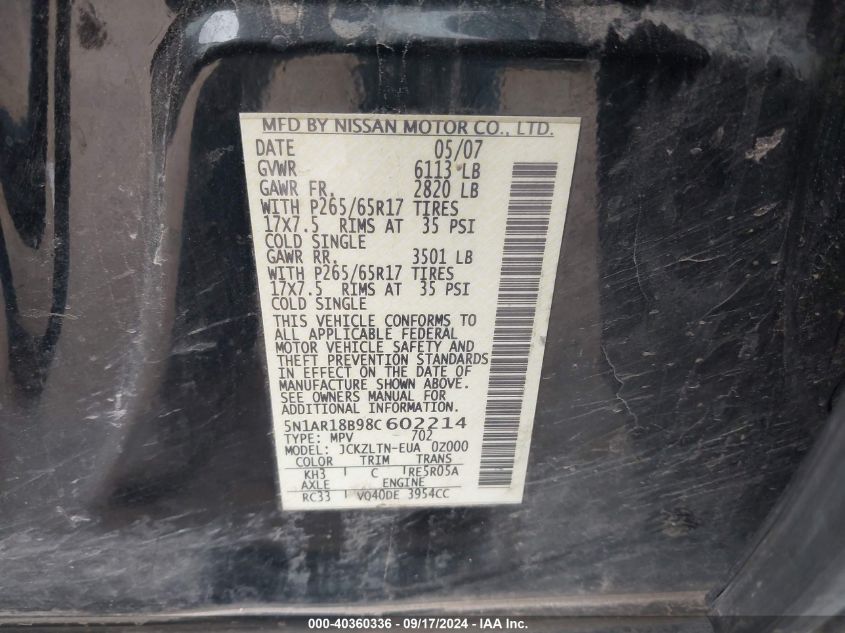 MFD BY NISSAN MOTOR CO., LTD.
DATE 05/07
GVWR 6113 LB
GAWR FR. 2820 LB
WITH P265/65R17 TIRES
17X7.5 RIMS AT 35 PSI
COLD SINGLE
GAWR RR. 3501 LB
WITH P265/65R17 TIRES
17X7.5 RIMS AT 35 PSI
COLD SINGLE
THIS VEHICLE CONFORMS TO
ALL APPLICABLE FEDERAL
MOTOR VEHICLE SAFETY AND
THEFT PREVENTION STANDARDS
IN EFFECT ON THE DATE OF
MANUFACTURE SHOWN ABOVE.
SEE OWNERS MANUAL FOR
ADDITIONAL INFORMATION
5N1AR18B98C602214
TYPE: MPV 702
MODEL: JCKZLTN-EUA 0Z000
COLOR TRIM TRANS
KH3 C RE5R05A
AXLE ENGINE
RC33 VQ40DE 3954CC
000-40360336 - 09/17/2024 - IAA Inc.